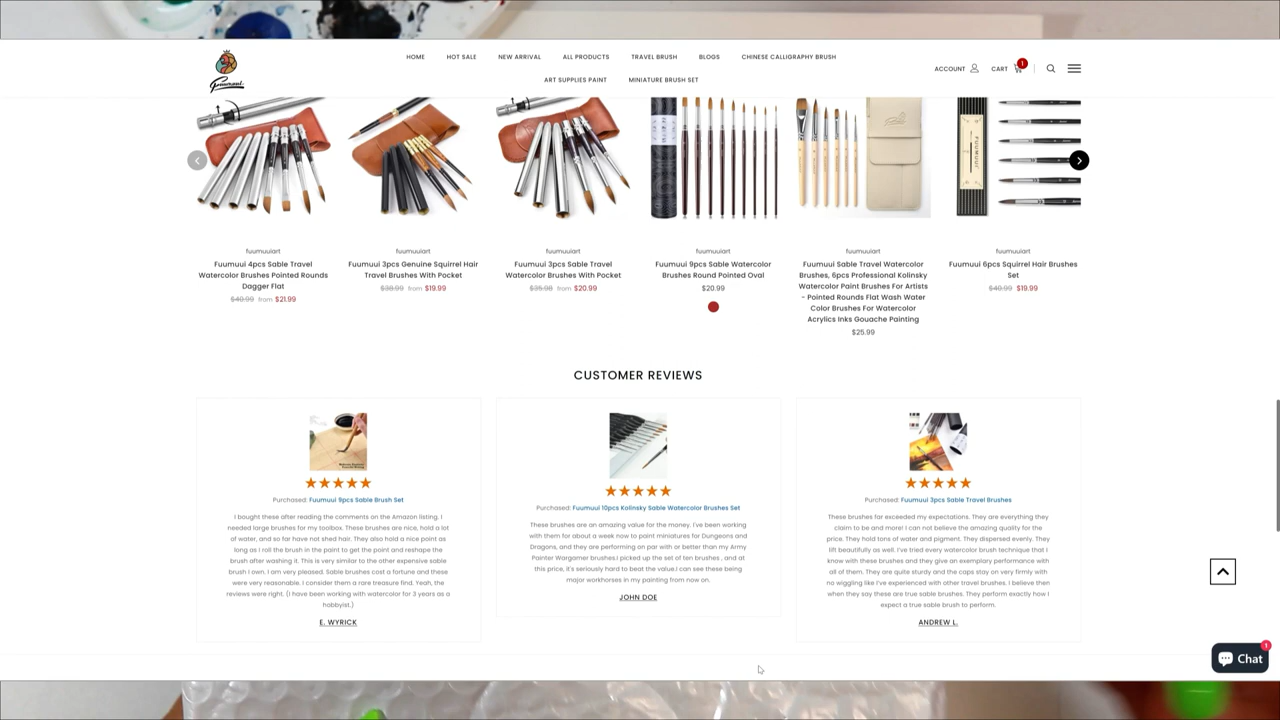 HOME
HOT SALE
NEW ARRIVAL
ALL PRODUCTS
TRAVEL BRUSH
BLOGS
CHINESE CALLIGRAPHY BRUSH
ART SUPPLIES PAINT
MINIATURE BRUSH SET
ACCOUNT
CART
1
Fuumuui
fuumuuiart
Fuumuui 4pcs Sable Travel
Watercolor Brushes Pointed Rounds
Dagger Flat
$40.99 from $21.99
fuumuuiart
Fuumuui 3pcs Genuine Squirrel Hair
Travel Brushes With Pocket
$38.99 from $19.99
fuumuuiart
Fuumuui 3pcs Sable Travel
Watercolor Brushes With Pocket
$35.98 from $20.99
fuumuuiart
Fuumuui 9pcs Sable Watercolor
Brushes Round Pointed Oval
$20.99
fuumuuiart
Fuumuui Sable Travel Watercolor
Brushes, 6pcs Professional Kolinsky
Watercolor Paint Brushes For Artists
- Pointed Rounds Flat Wash Water
Color Brushes For Watercolor
Acrylics Inks Gouache Painting
$25.99
FUUMUUI
fuumuuiart
Fuumuui 6pcs Squirrel Hair Brushes
Set
$40.99 $19.99
CUSTOMER REVIEWS
Purchased: Fuumuui 9pcs Sable Brush Set
I bought these after reading the comments on the Amazon listing. I
needed large brushes for my toolbox. These brushes are nice, hold a lot
of water, and so far have not shed hair. They also hold a nice point as
long as I roll the brush in the paint to get the point and reshape the
brush after washing it. This is very similar to the other expensive sable
brush I own. I am very pleased. Sable brushes cost a fortune and these
were very reasonable. I consider them a rare treasure find. Yeah, the
reviews were right. (I have been working with watercolor for 3 years as a
hobbyist.)
E. WYRICK
Purchased: Fuumuui 10pcs Kolinsky Sable Watercolor Brushes Set
These brushes are an amazing value for the money. I've been working
with them for about a week now to paint miniatures for Dungeons and
Dragons, and they are performing on par with or better than my Army
Painter Wargamer brushes.I picked up the set of ten brushes , and at
this price, it's seriously hard to beat the value.I can see these being
major workhorses in my painting from now on.
JOHN DOE
Purchased: Fuumuui 3pcs Sable Travel Brushes
These brushes far exceeded my expectations. They are everything they
claim to be and more! I can not believe the amazing quality for the
price. They hold tons of water and pigment. They dispersed evenly. They
lift beautifully as well. I've tried every watercolor brush technique that I
know with these brushes and they give an exemplary performance with
all of them. They are quite sturdy and the caps stay on very firmly with
no wiggling like I've experienced with other travel brushes. I believe then
when they say these are true sable brushes. They perform exactly how I
expect a true sable brush to perform.
ANDREW L.
Chat
1